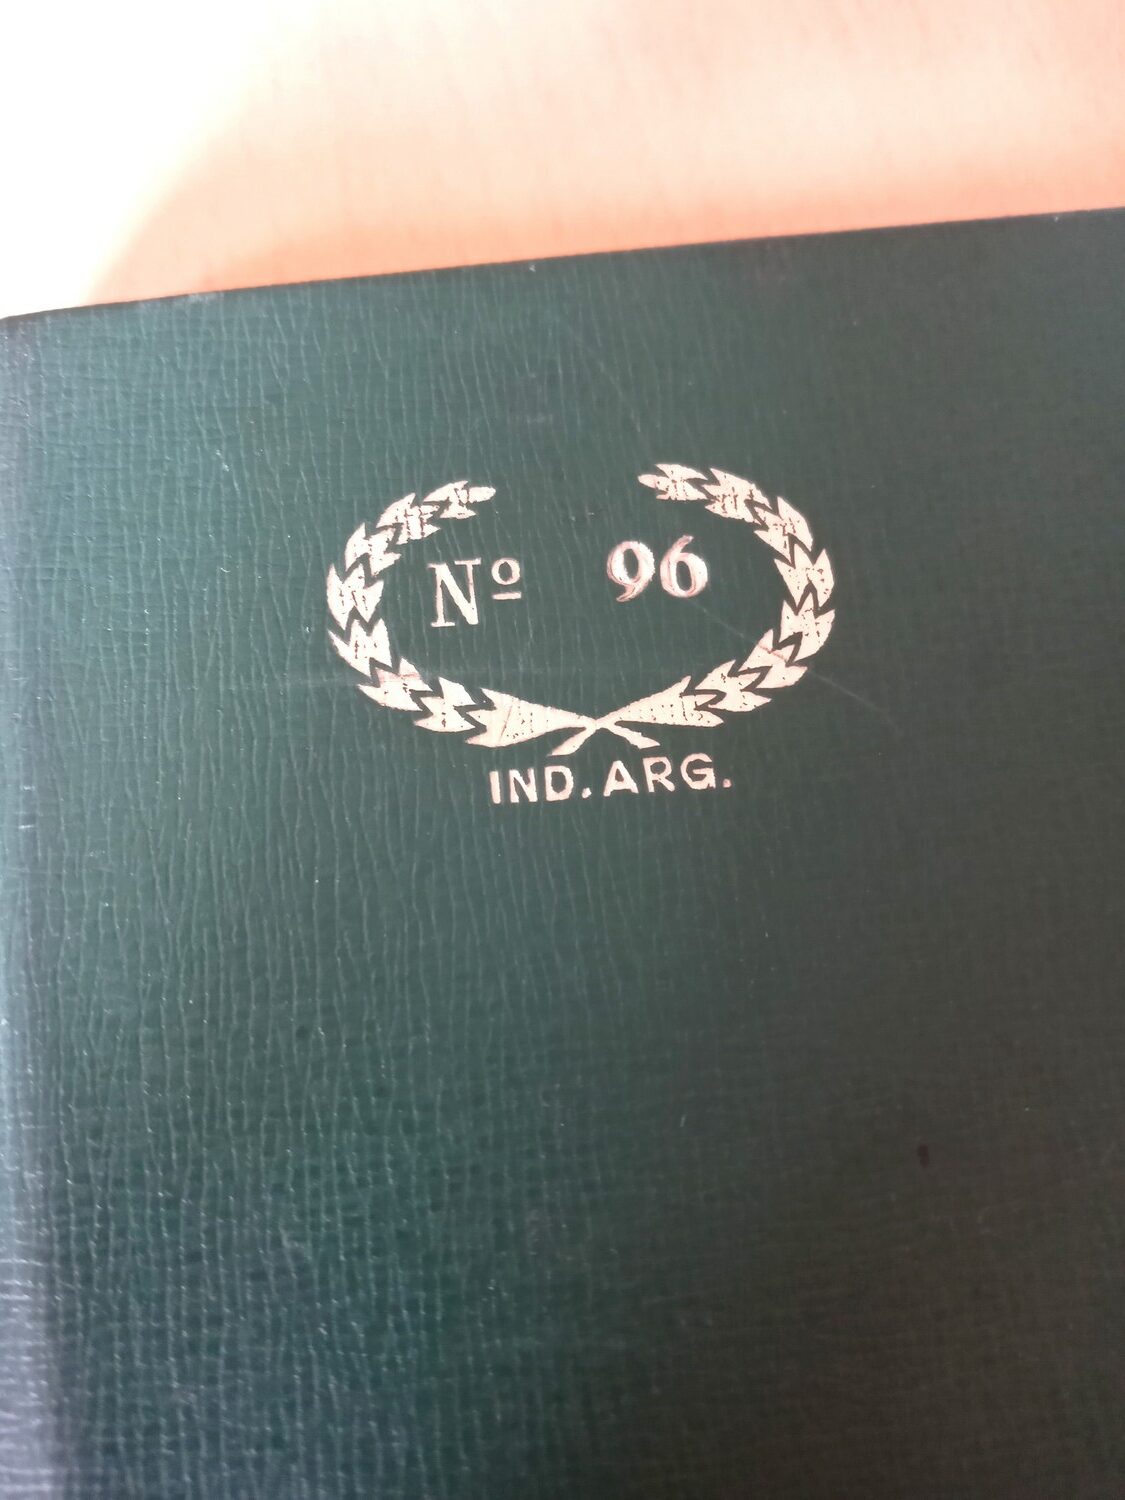 Nº 96
IND. ARG.